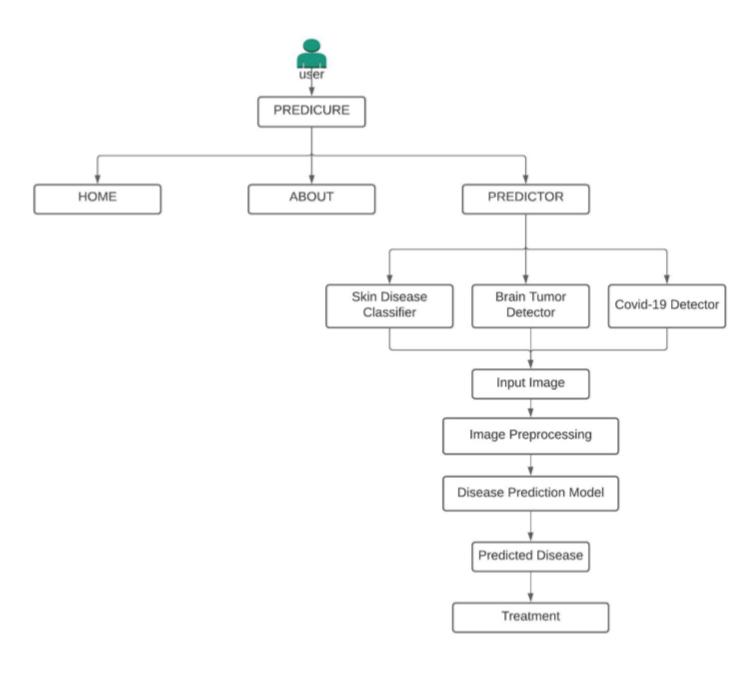 user
PREDICURE
HOME
ABOUT
PREDICTOR
Skin Disease
Classifier
Brain Tumor
Detector
Covid-19 Detector
Input Image
Image Preprocessing
Disease Prediction Model
Predicted Disease
Treatment